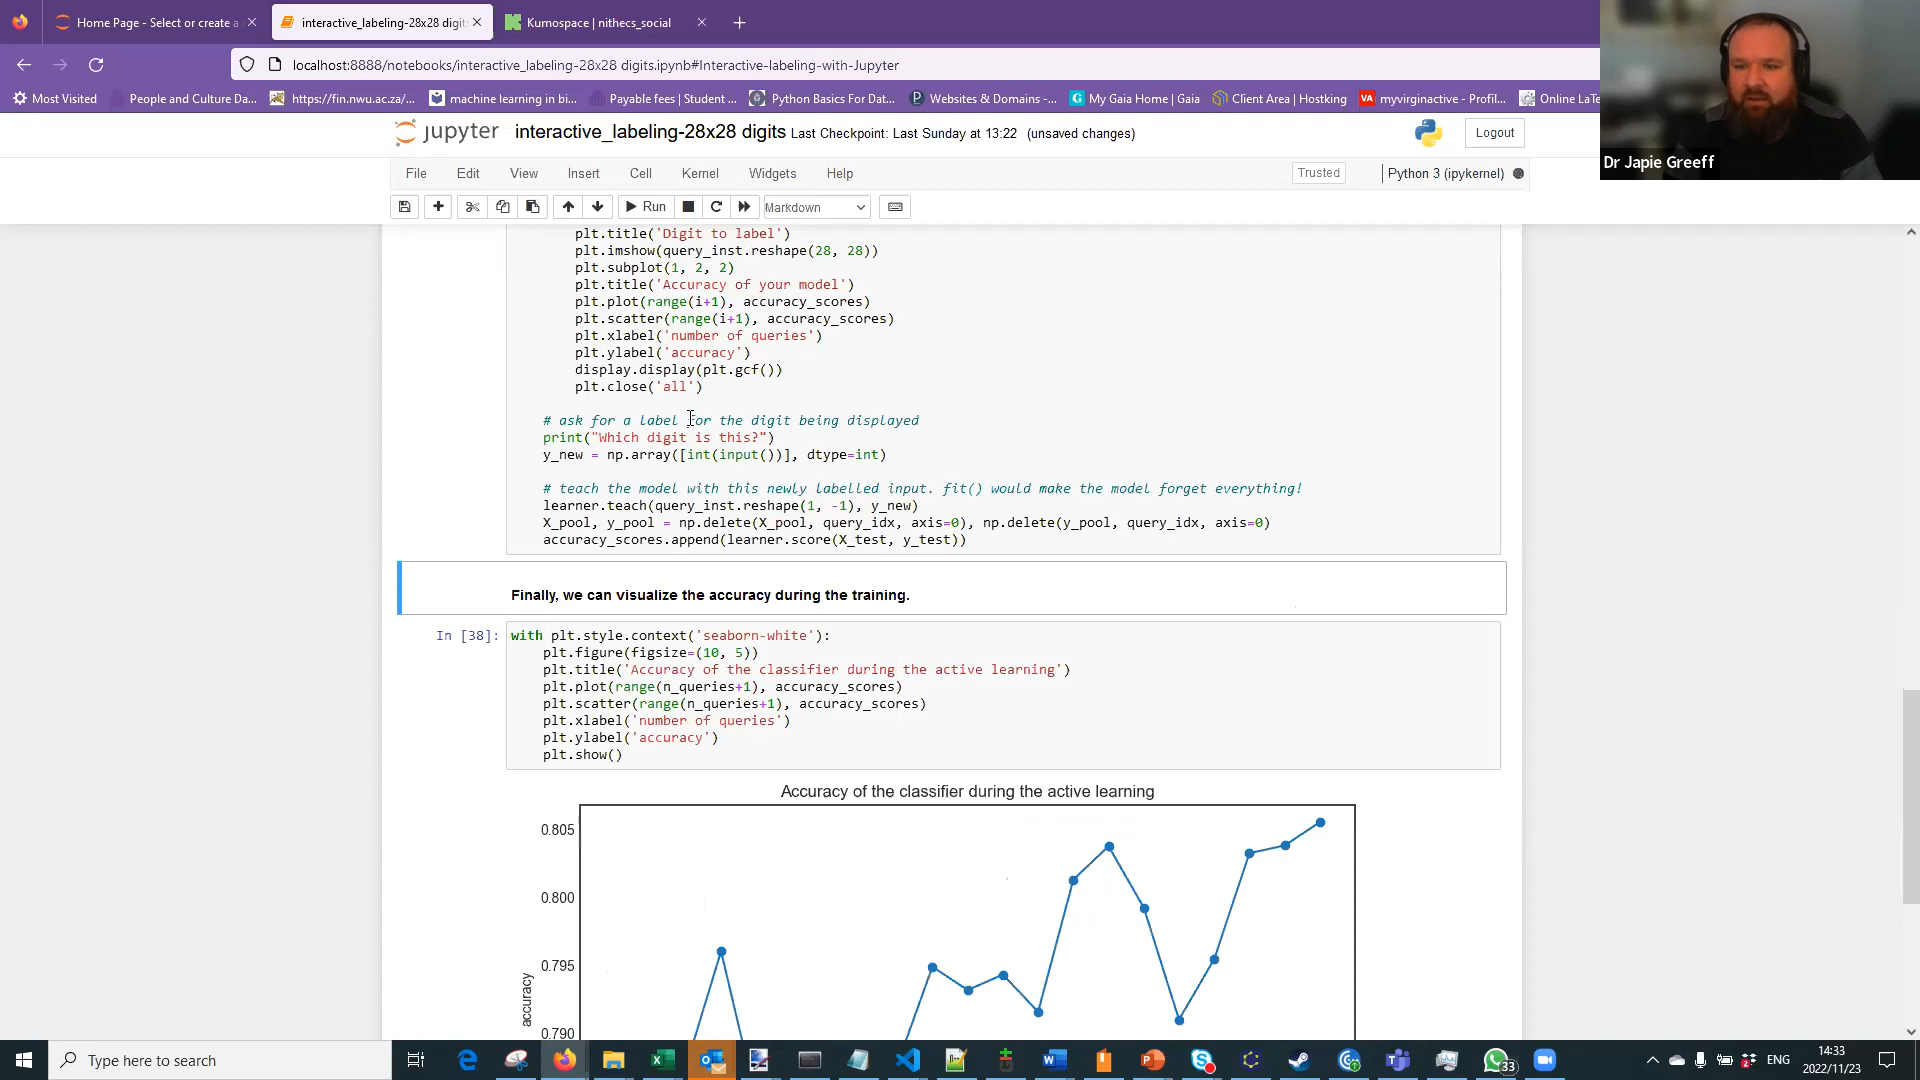 Home Page - Select or create a
interactive_labeling-28x28 digits
Kumospace | nithecs_social
localhost:8888/notebooks/interactive_labeling-28x28 digits.ipynb#Interactive-labeling-with-Jupyter
Most Visited
People and Culture Da...
https://fin.nwu.ac.za/...
machine learning in bi...
Payable fees | Student ...
Python Basics For Dat...
Websites & Domains -...
My Gaia Home | Gaia
Client Area | Hostking
myvirginactive - Profil...
Online LaTe
Dr Japie Greeff
jupyter interactive_labeling-28x28 digits Last Checkpoint: Last Sunday at 13:22 (unsaved changes)
Logout
File Edit View Insert Cell Kernel Widgets Help
Trusted
Python 3 (ipykernel)
Run
Markdown
plt.title('Digit to label')
plt.imshow(query_inst.reshape(28, 28))
plt.subplot(1, 2, 2)
plt.title('Accuracy of your model')
plt.plot(range(i+1), accuracy_scores)
plt.scatter(range(i+1), accuracy_scores)
plt.xlabel('number of queries')
plt.ylabel('accuracy')
display.display(plt.gcf())
plt.close('all')
# ask for a label for the digit being displayed
print("Which digit is this?")
y_new = np.array([int(input())], dtype=int)
# teach the model with this newly labelled input. fit() would make the model forget everything!
learner.teach(query_inst.reshape(1, -1), y_new)
X_pool, y_pool = np.delete(X_pool, query_idx, axis=0), np.delete(y_pool, query_idx, axis=0)
accuracy_scores.append(learner.score(X_test, y_test))
Finally, we can visualize the accuracy during the training.
In [38]:
with plt.style.context('seaborn-white'):
plt.figure(figsize=(10, 5))
plt.title('Accuracy of the classifier during the active learning')
plt.plot(range(n_queries+1), accuracy_scores)
plt.scatter(range(n_queries+1), accuracy_scores)
plt.xlabel('number of queries')
plt.ylabel('accuracy')
plt.show()
Accuracy of the classifier during the active learning
0.805
0.800
0.795
0.790
accuracy
Type here to search
33
ENG
14:33
2022/11/23